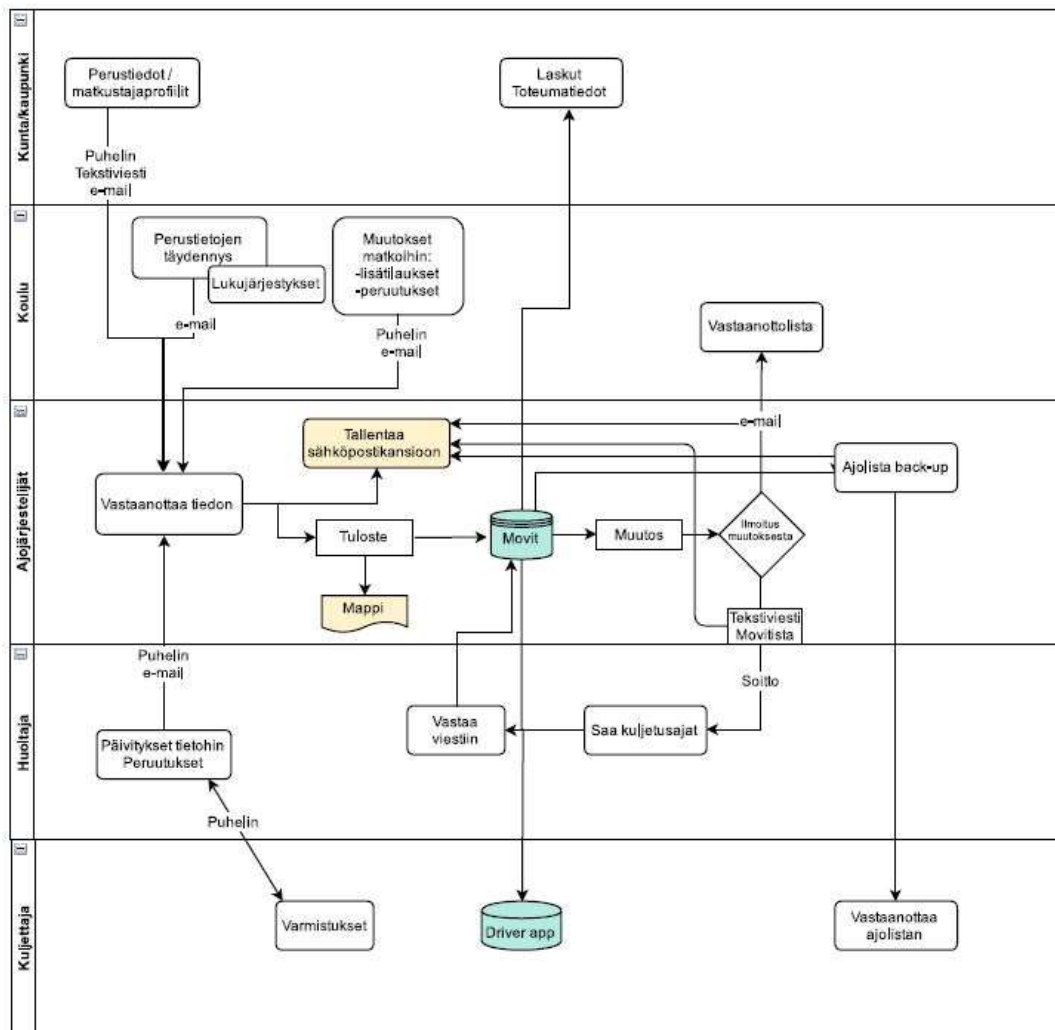 Kunta/kaupunki
Perustiedot /
matkustajaprofiilit
Laskut
Toteumatiedot
Puhelin
Tekstiviesti
e-mail
Koulu
Perustietojen
täydennys
Lukujärjestykset
e-mail
Muutokset
matkoihin:
-lisätilaukset
-peruutukset
Puhelin
e-mail
Vastaanottolista
Ajojärjestelijät
e-mail
Tallentaa
sähköpostikansioon
Ajolista back-up
Vastaanottaa tiedon
Tuloste
Movit
Muutos
Ilmoitus
muutoksesta
Mappi
Tekstiviesti
Movitista
Huoltaja
Puhelin
e-mail
Soitto
Vastaa
viestiin
Saa kuljetusajat
Päivitykset tietohin
Peruutukset
Puhelin
Kuljettaja
Varmistukset
Driver app
Vastaanottaa
ajolistan